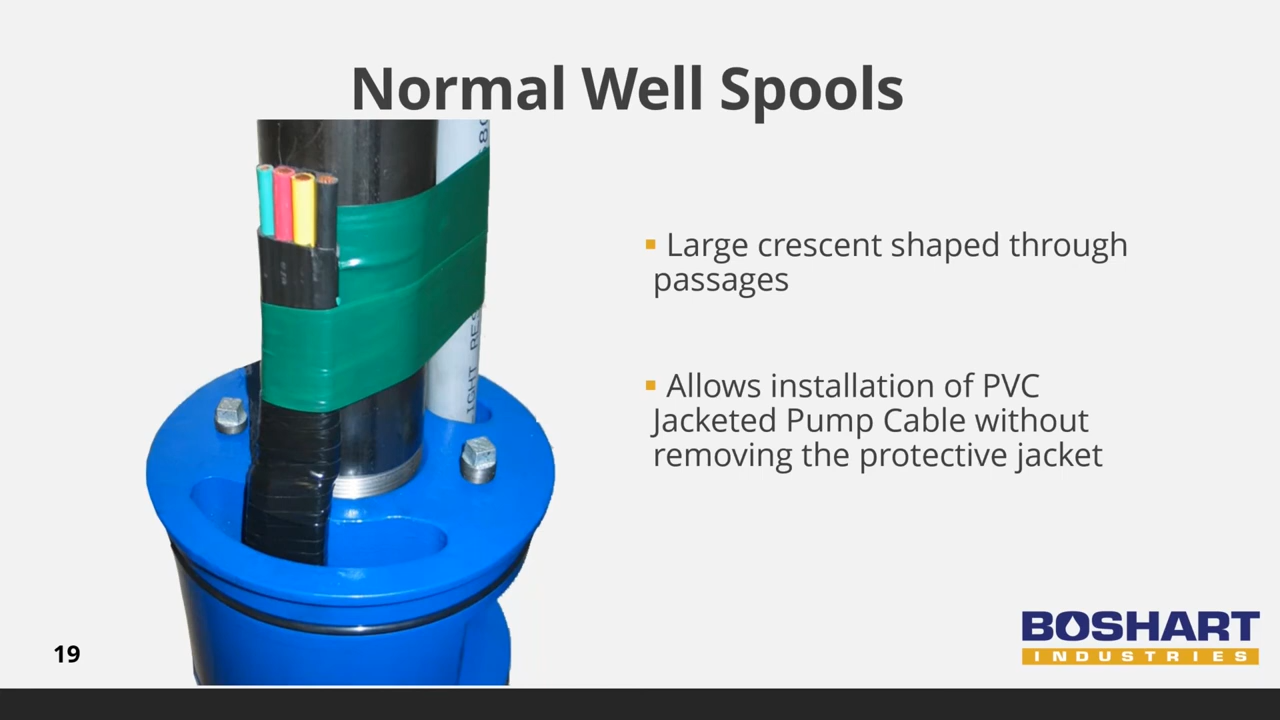 Normal Well Spools
▪ Large crescent shaped through
passages
▪ Allows installation of PVC
Jacketed Pump Cable without
removing the protective jacket
19
BOSHART
INDUSTRIES